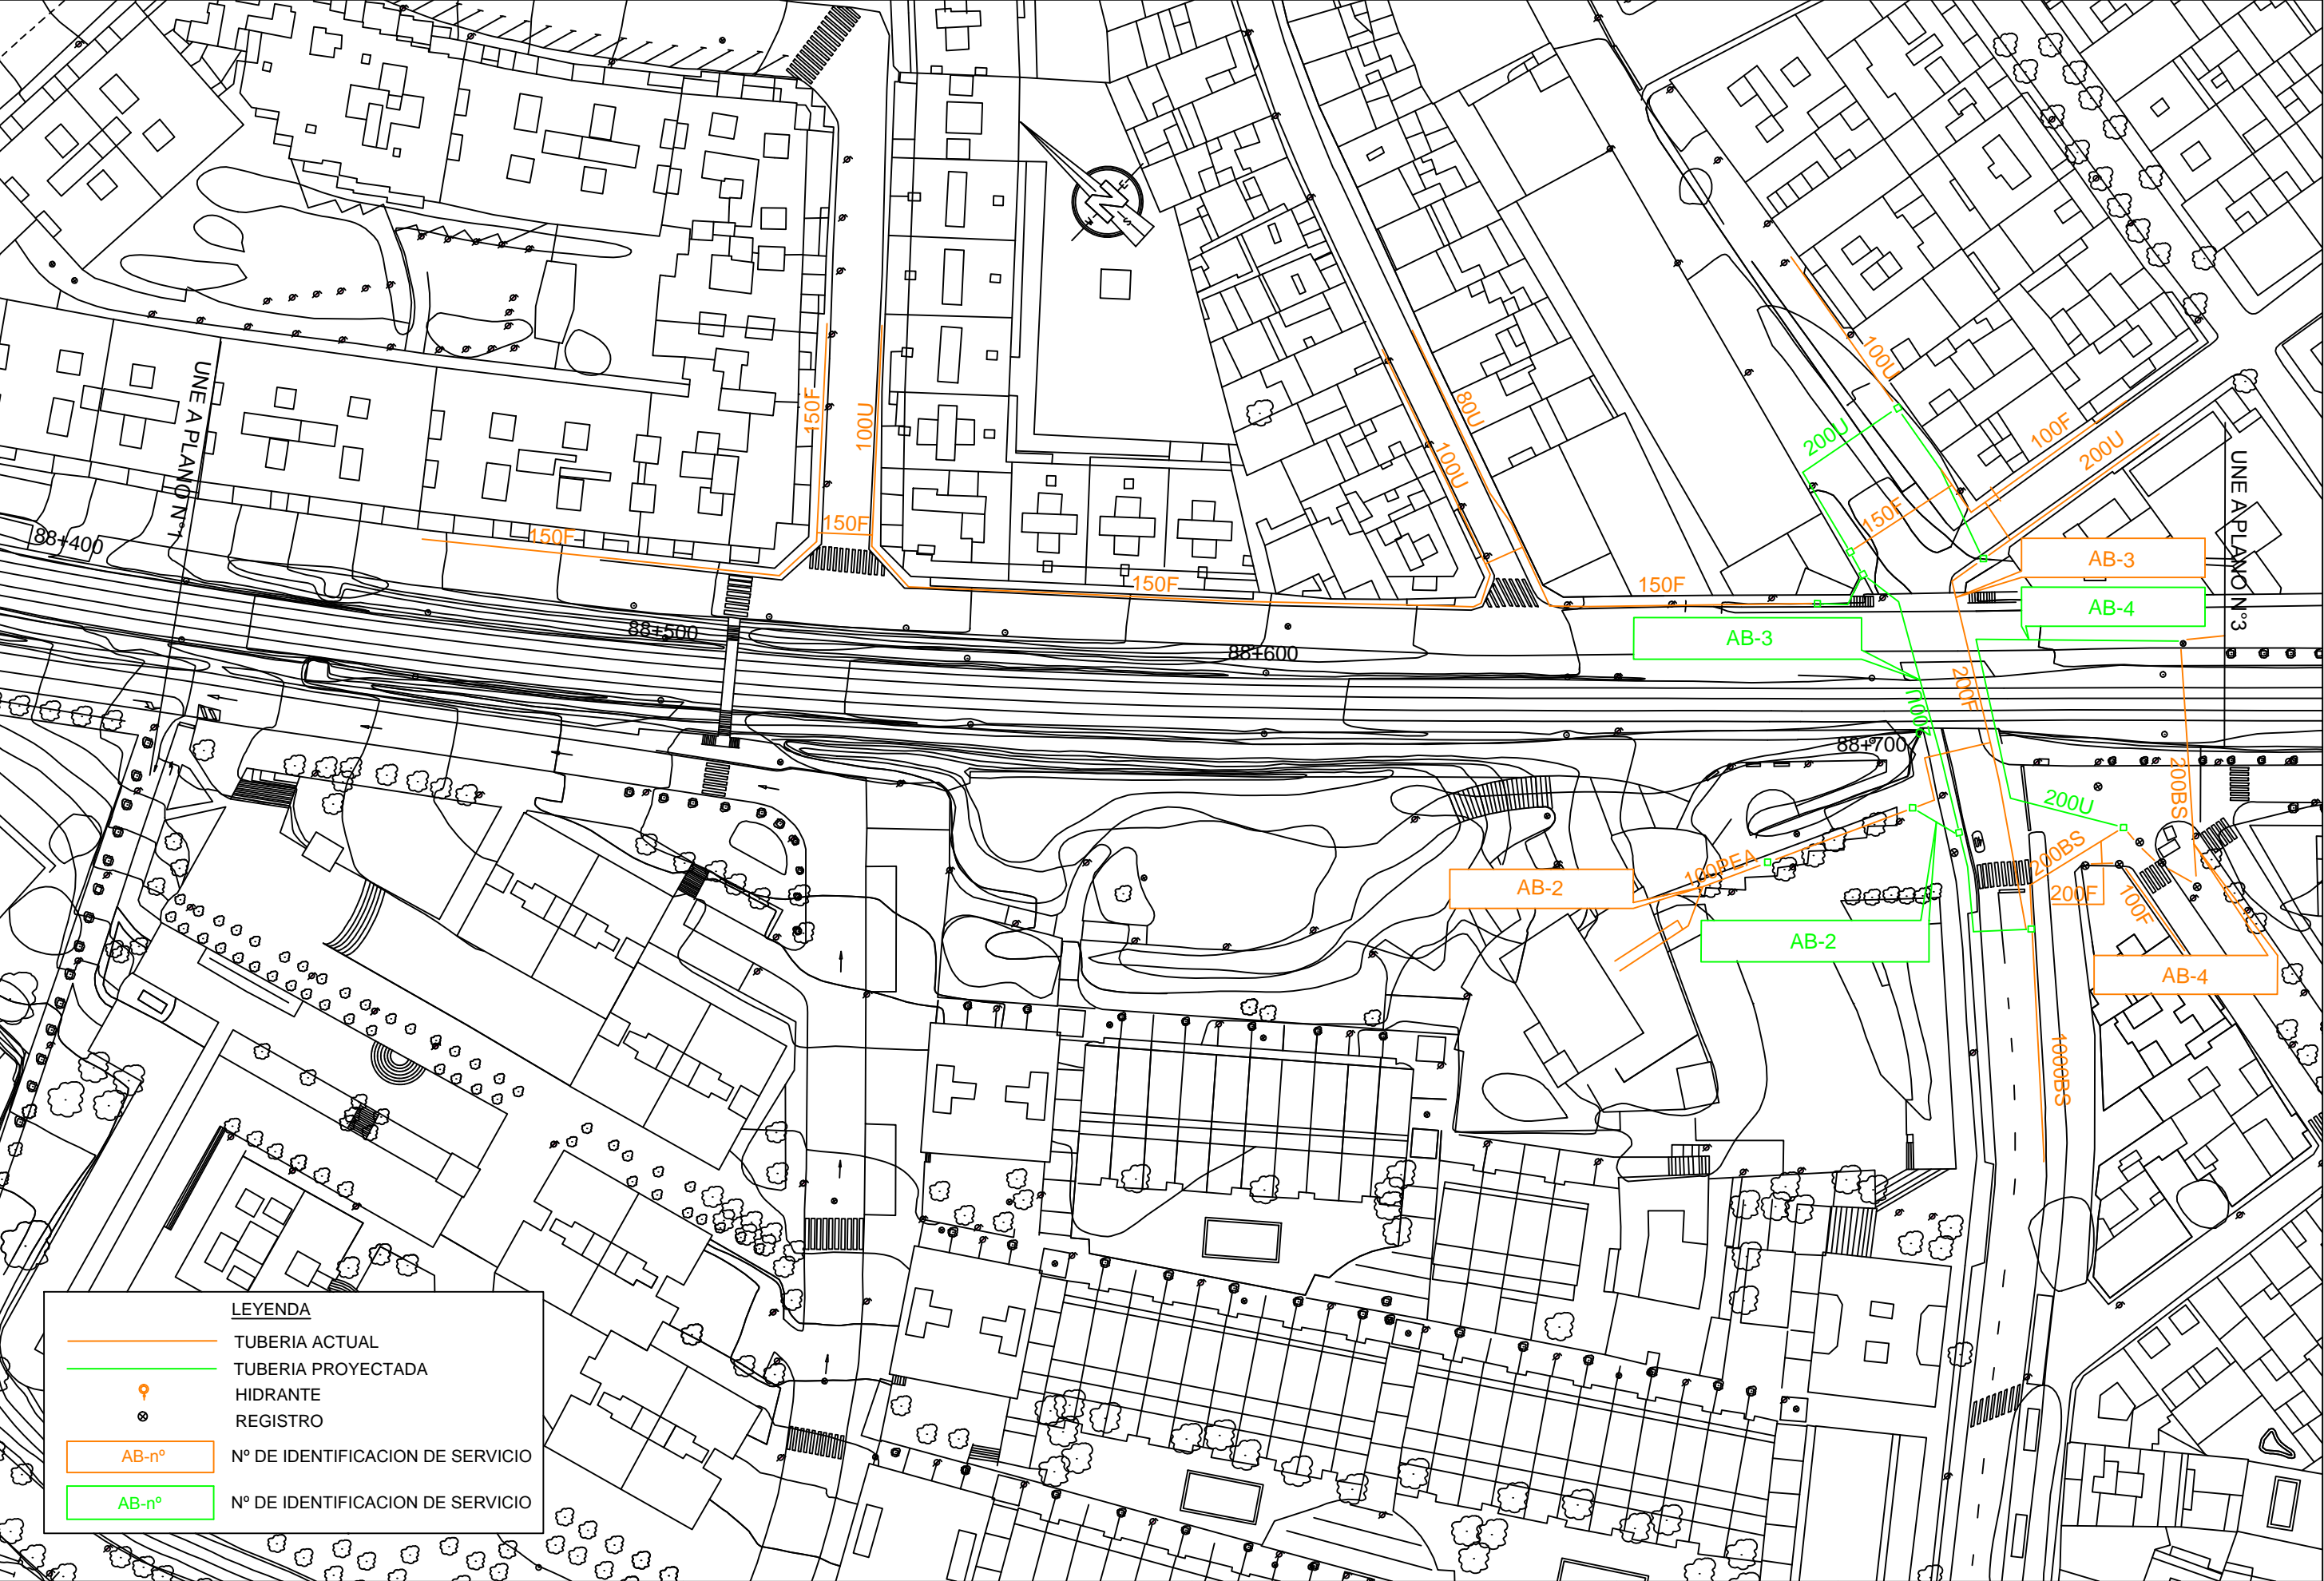 UNE A PLANO Nº1
88+400
150F
150F
100U
150F
150F
100U
80U
150F
88+500
88+600
88+700
200U
100U
150F
100F
200U
UNE A PLANO Nº3
AB-3
AB-4
AB-3
200F
200U
200BS
200U
200BS
200F
100F
100PEA
AB-2
AB-2
AB-4
1000BS
N
LEYENDA
TUBERIA ACTUAL
TUBERIA PROYECTADA
HIDRANTE
REGISTRO
AB-nº Nº DE IDENTIFICACION DE SERVICIO
AB-nº Nº DE IDENTIFICACION DE SERVICIO